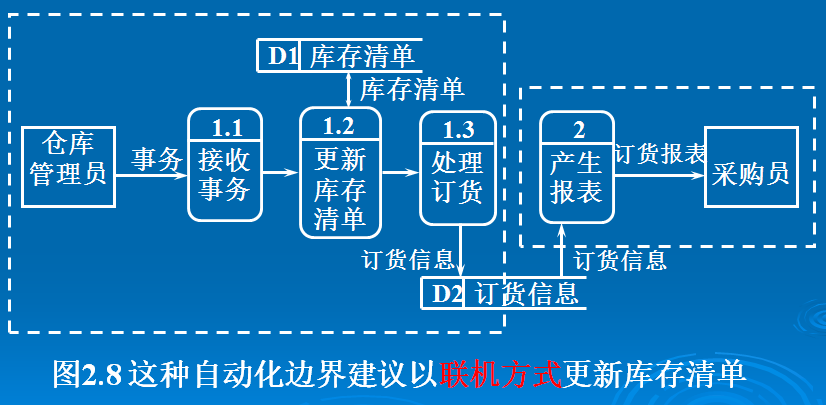 D1 库存清单
库存清单
仓库
管理员
事务
1.1
接收
事务
1.2
更新
库存
清单
1.3
处理
订货
2
产生
报表
订货报表
采购员
订货信息
订货信息
D2 订货信息
图2.8 这种自动化边界建议以联机方式更新库存清单